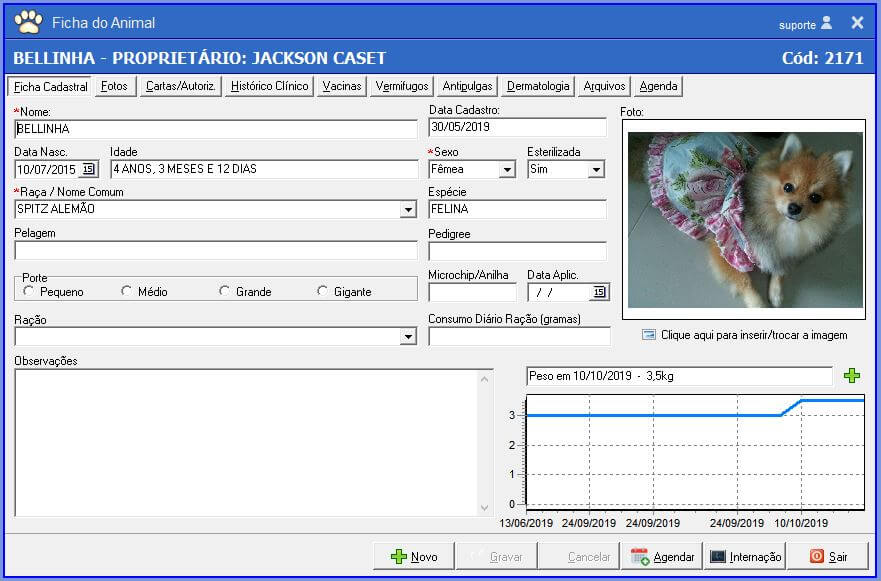 Ficha do Animal
suporte
BELLINHA - PROPRIETÁRIO: JACKSON CASET
Cód: 2171
Ficha Cadastral Fotos Cartas/Autoriz. Histórico Clínico Vacinas Vermifugos Antipulgas Dermatologia Arquivos Agenda
*Nome:
BELLINHA
Data Cadastro:
30/05/2019
Foto:
Data Nasc.
10/07/2015
15
Idade
4 ANOS, 3 MESES E 12 DIAS
*Sexo
Fêmea
Esterilizada
Sim
*Raça / Nome Comum
SPITZ ALEMÃO
Espécie
FELINA
Pelagem
Pedigree
Porte
Pequeno Médio Grande Gigante
Microchip/Anilha
Data Aplic.
/ /
15
Ração
Consumo Diário Ração (gramas)
Clique aqui para inserir/trocar a imagem
Observações
Peso em 10/10/2019 - 3,5kg
3
2
1
0
13/06/2019 24/09/2019 24/09/2019 24/09/2019 10/10/2019
Novo Gravar Cancelar Agendar Internação Sair